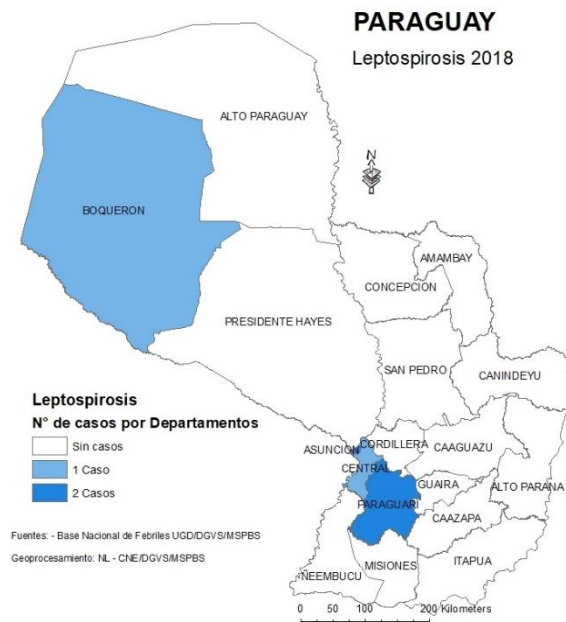 PARAGUAY
Leptospirosis 2018
ALTO PARAGUAY
N
BOQUERON
AMAMBAY
CONCEPCION
PRESIDENTE HAYES
SAN PEDRO
CANINDEYU
Leptospirosis
N° de casos por Departamentos
Sin casos
1 Caso
2 Casos
ASUNCION
CORDILLERA
CAAGUAZU
CENTRAL
GUAIRA
ALTO PARANA
PARAGUARI
CAAZAPA
ITAPUA
MISIONES
ÑEEMBUCU
Fuentes: - Base Nacional de Febriles UGD/DGVS/MSPBS
Geoprocesamiento: NL - CNE/DGVS/MSPBS
0 50 100 200 Kilometers